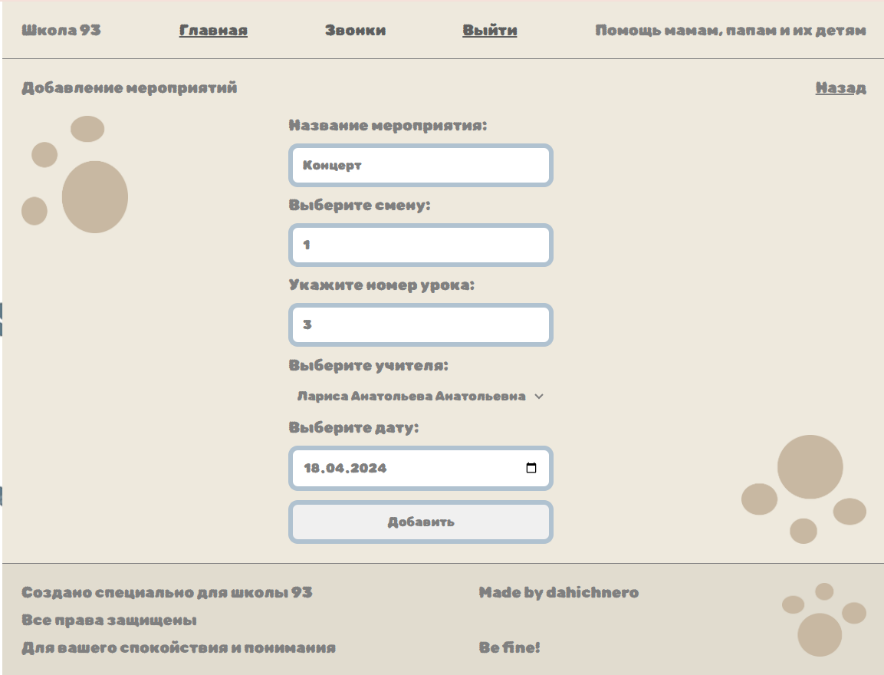 Школа 93 Главная Звонки Выйти Помощь мамам, папам и их детям
Добавление мероприятий Назад
Название мероприятия:
Концерт
Выберите смену:
1
Укажите номер урока:
3
Выберите учителя:
Лариса Анатольева Анатольевна
Выберите дату:
18.04.2024
Добавить
Создано специально для школы 93 Made by dahichnero
Все права защищены
Для вашего спокойствия и понимания Be fine!